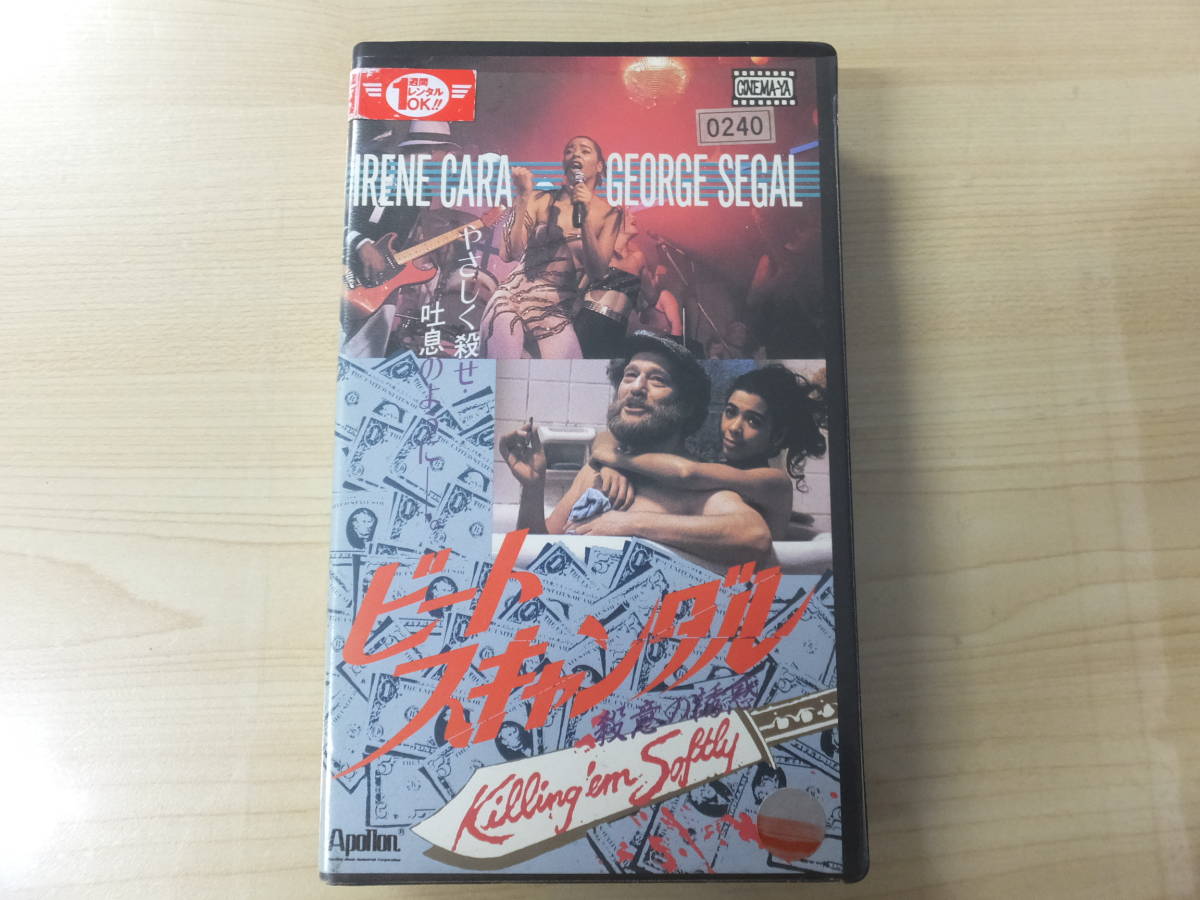 1週間
レンタル
OK!!
CINEMA-YA
0240
IRENE CARA
GEORGE SEGAL
やさしく殺せ・
吐息のように—。
ビート
スキャンダル
殺意の誘惑
Killing 'em Softly
Apollon.®